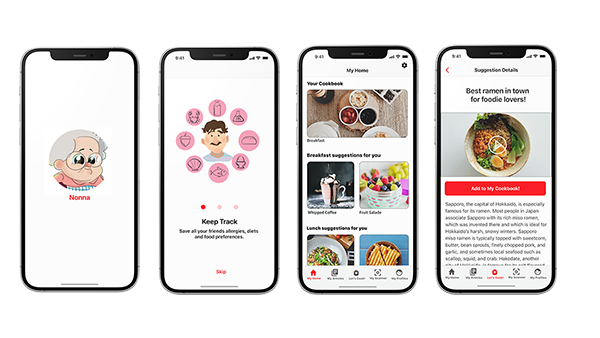 Nonna
9:41
Keep Track
Save all your friends allergies, diets
and food preferences.
Skip
9:41
My Home
Your Cookbook
Breakfast
Breakfast suggestions for you
Whipped Coffee
Fruit Salade
Lunch suggestions for you
My Home
My Articles
Let's Cook!
My Scanner
My Profiles
9:41
Suggestion Details
Best ramen in town
for foodie lovers!
Add to My Cookbook!
Sapporo, the capital of Hokkaido, is
especially famous for its ramen. Most people in Japan
associate Sapporo with its rich miso ramen,
which was invented there and which is ideal for
Hokkaido's harsh, snowy winters. Sapporo
miso ramen is typically topped with sweetcorn,
butter, bean sprouts, finely chopped pork, and
garlic, and sometimes local seafood such as
scallop, squid, and crab. Hakodate, another
My Home
My Articles
Let's Cook!
My Scanner
My Profiles